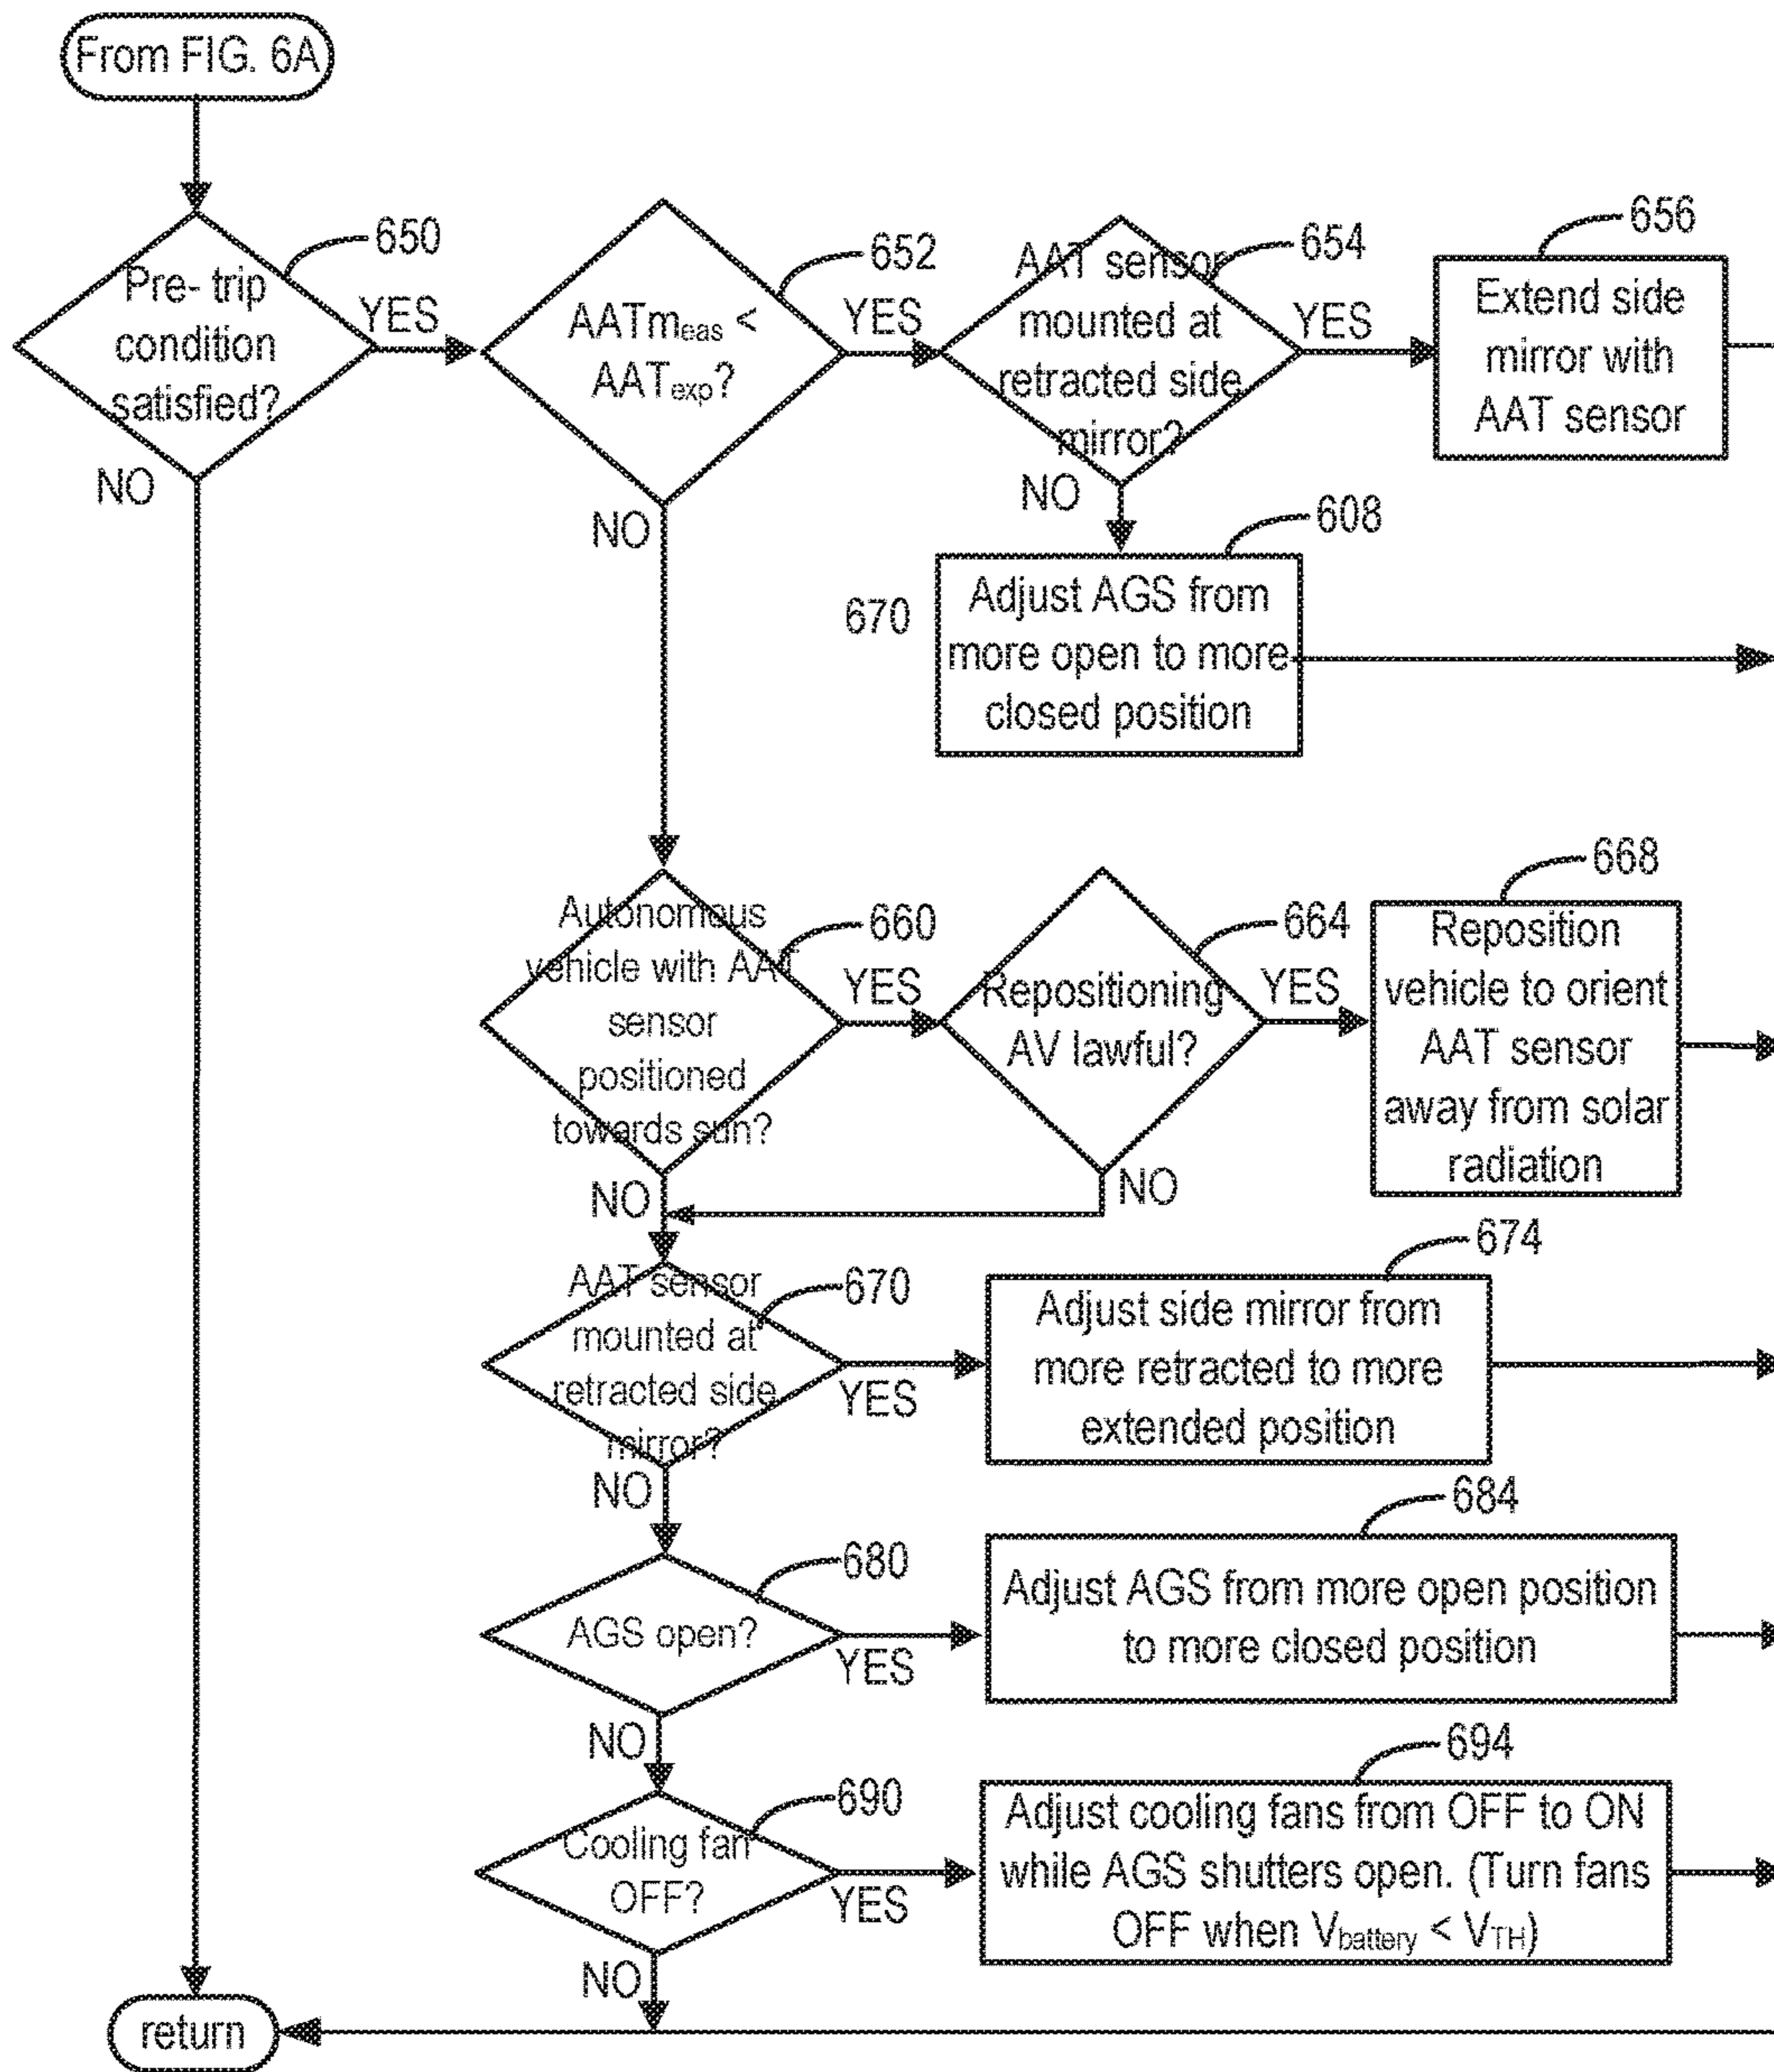 From FIG. 6A
650
Pre- trip
condition
satisfied?
YES
NO
652
AATmeas <
AATexp?
YES
NO
654
AAT sensor
mounted at
retracted side
mirror?
YES
NO
656
Extend side
mirror with
AAT sensor
608
670
Adjust AGS from
more open to more
closed position
660
Autonomous
vehicle with AAT
sensor
positioned
towards sun?
YES
NO
664
Repositioning
AV lawful?
YES
NO
668
Reposition
vehicle to orient
AAT sensor
away from solar
radiation
670
AAT sensor
mounted at
retracted side
mirror?
YES
NO
674
Adjust side mirror from
more retracted to more
extended position
680
AGS open?
YES
NO
684
Adjust AGS from more open position
to more closed position
690
Cooling fan
OFF?
YES
NO
694
Adjust cooling fans from OFF to ON
while AGS shutters open. (Turn fans
OFF when Vbattery < VTH)
return